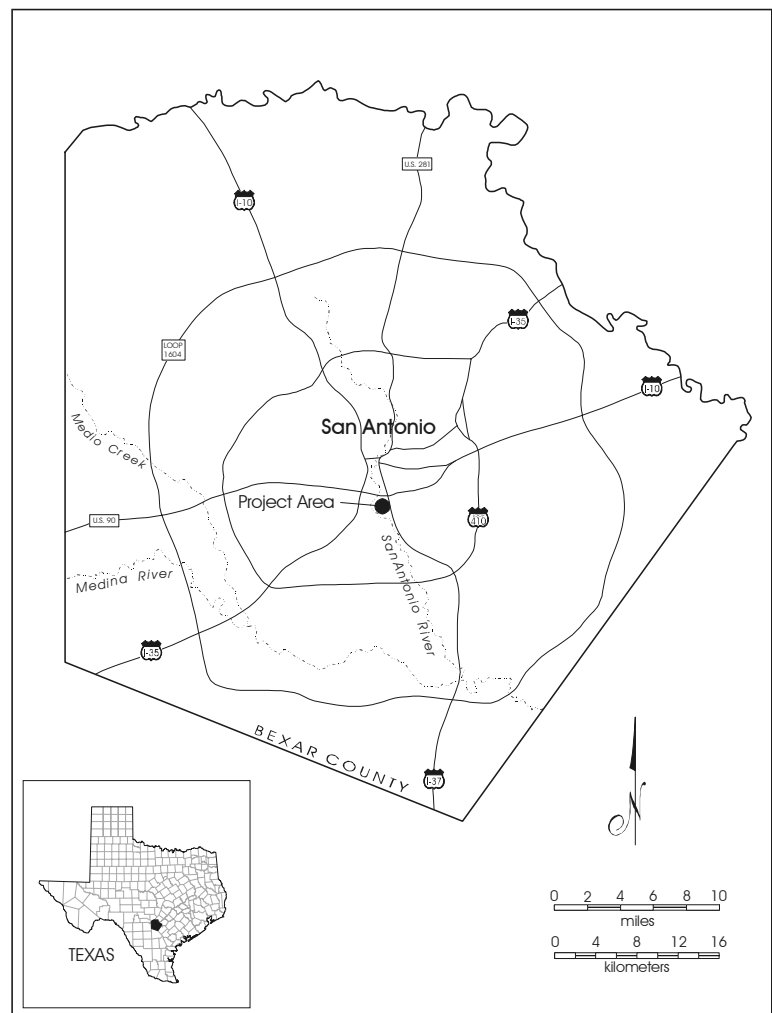 U.S. 281
I-10
I-35
LOOP
1604
I-10
Medio Creek
San Antonio
Project Area
U.S. 90
410
San Antonio River
Medina River
I-35
BEXAR COUNTY
I-37
N
TEXAS
0 2 4 6 8 10
miles
0 4 8 12 16
kilometers